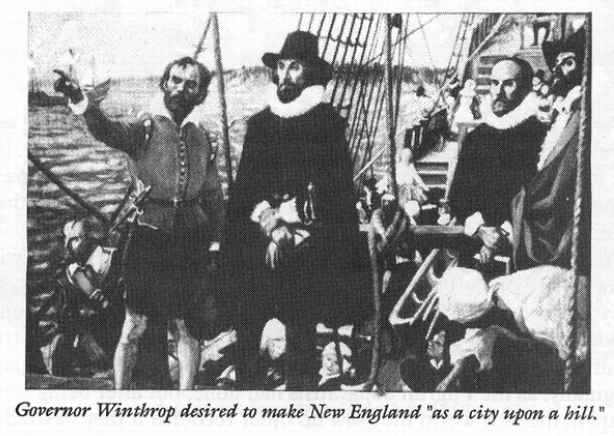 Governor Winthrop desired to make New England "as a city upon a hill."